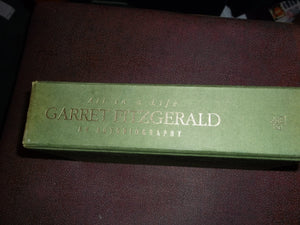 All in a Life
GARRET FITZGERALD
AN AUTOBIOGRAPHY